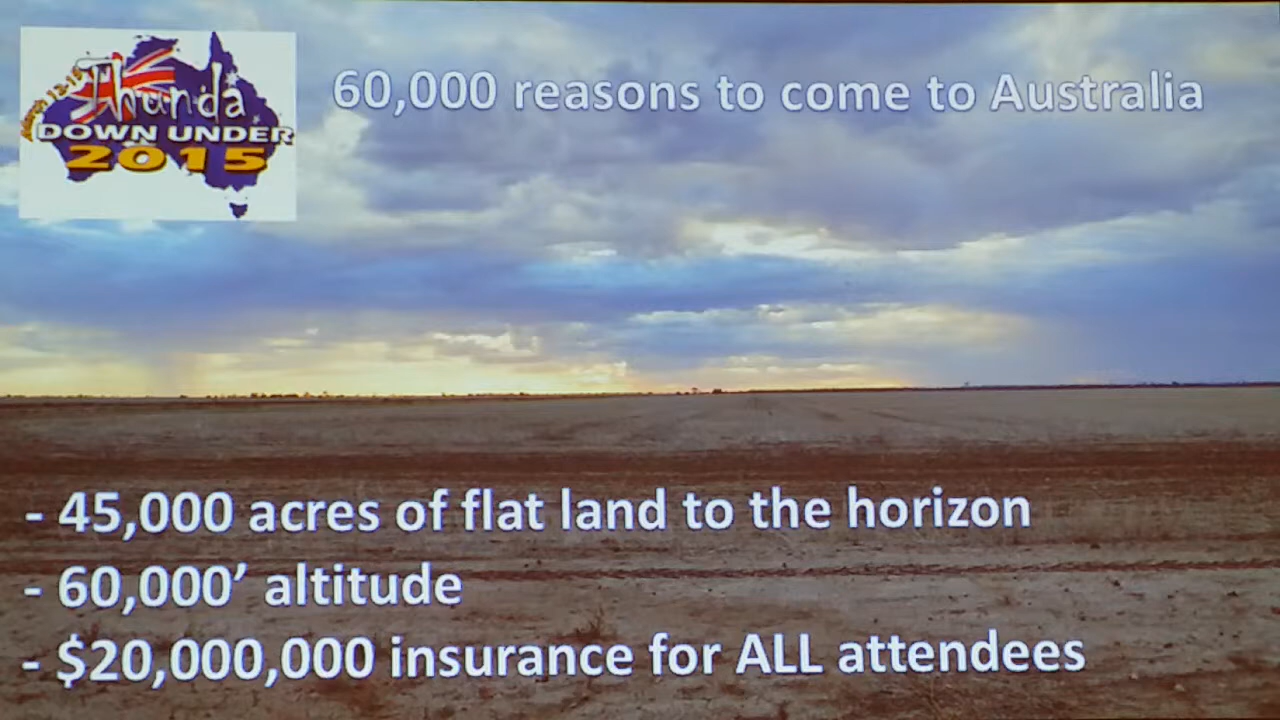 60,000 reasons to come to Australia
Thunda
DOWN UNDER
2015
- 45,000 acres of flat land to the horizon
- 60,000’ altitude
- $20,000,000 insurance for ALL attendees